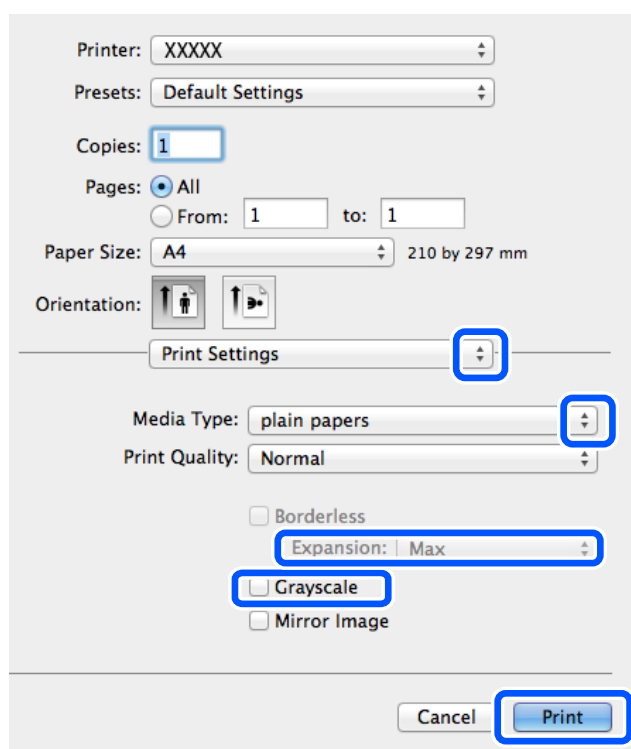 Printer: XXXXX
Presets: Default Settings
Copies: 1
Pages: All
From: 1 to: 1
Paper Size: A4 210 by 297 mm
Orientation:
Print Settings
Media Type: plain papers
Print Quality: Normal
Borderless
Expansion: Max
Grayscale
Mirror Image
Cancel Print